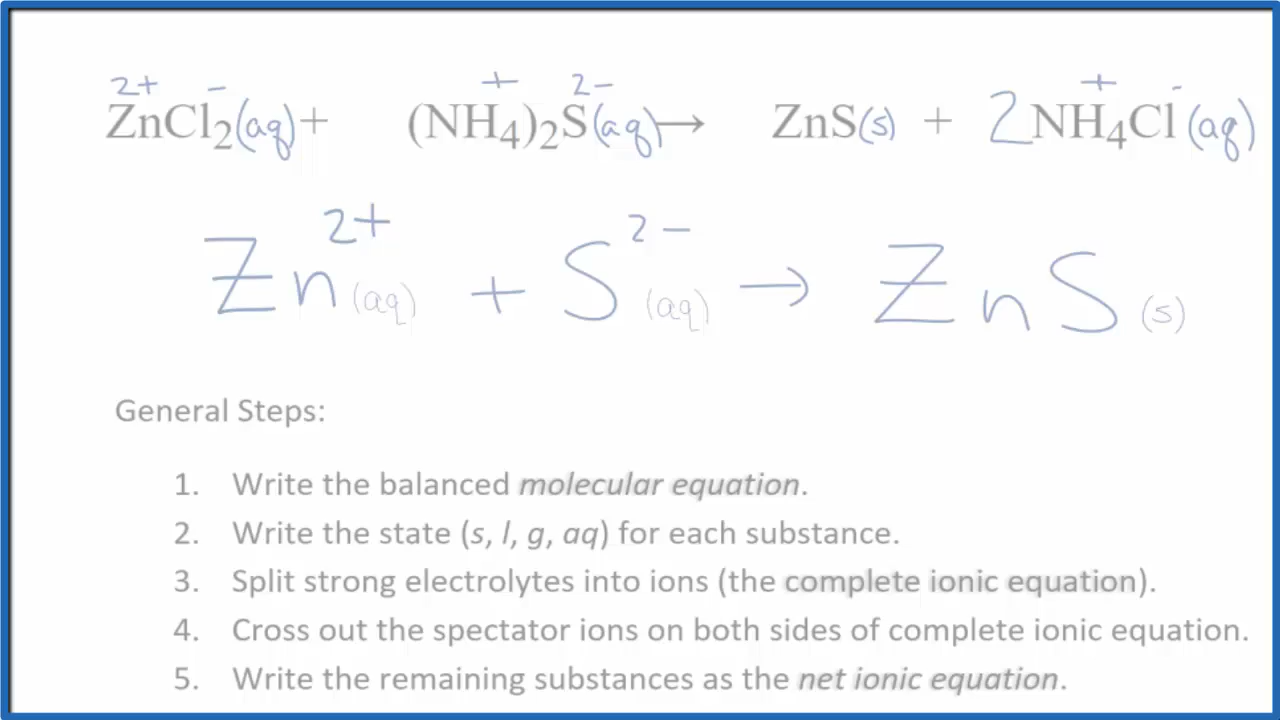 ZnCl₂(aq) + (NH₄)₂S(aq) → ZnS(s) + 2NH₄Cl(aq)
2+ - + 2- + -
Zn²⁺(aq) + S²⁻(aq) → ZnS(s)
General Steps:
1. Write the balanced molecular equation.
2. Write the state (s, l, g, aq) for each substance.
3. Split strong electrolytes into ions (the complete ionic equation).
4. Cross out the spectator ions on both sides of complete ionic equation.
5. Write the remaining substances as the net ionic equation.